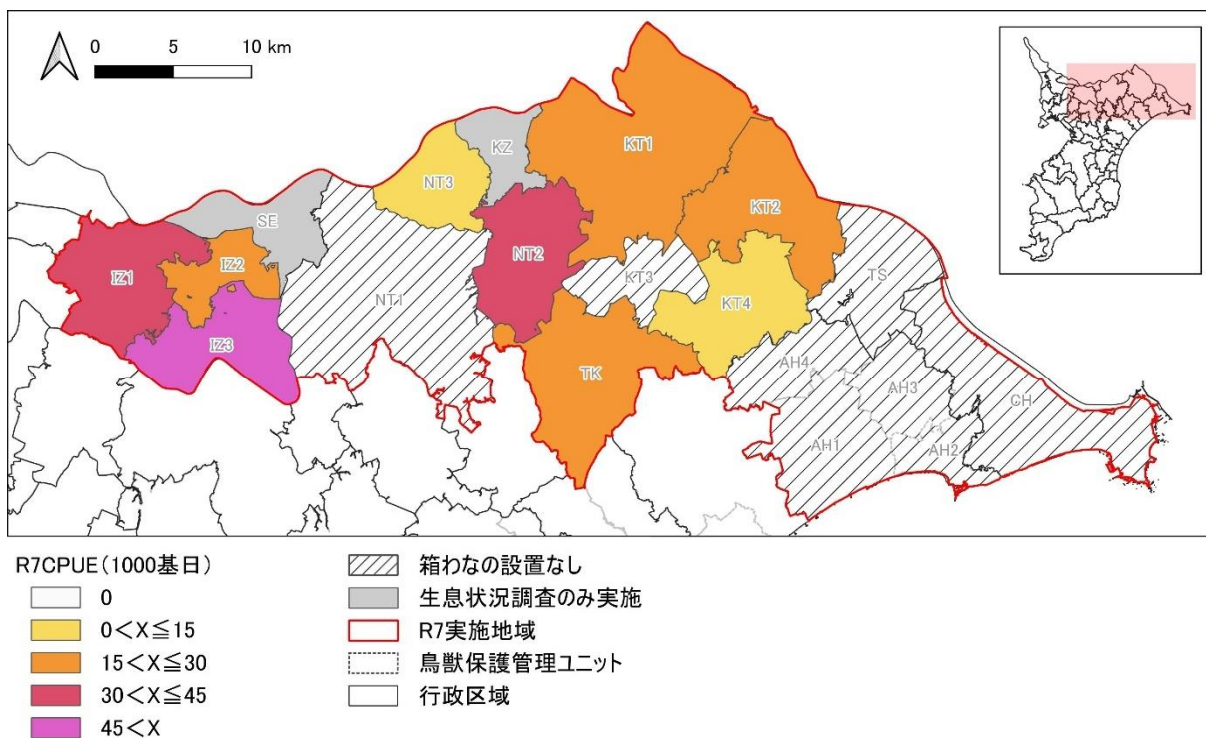 0 5 10 km
KZ
KT1
NT3
KT2
SE
NT2
IZ2
IZ1
KT3
TS
NT1
KT4
IZ3
AH4
TK
AH3
CH
AH1
AH2
R7CPUE(1000基日)
0
0<X≦15
15<X≦30
30<X≦45
45<X
箱わなの設置なし
生息状況調査のみ実施
R7実施地域
鳥獣保護管理ユニット
行政区域